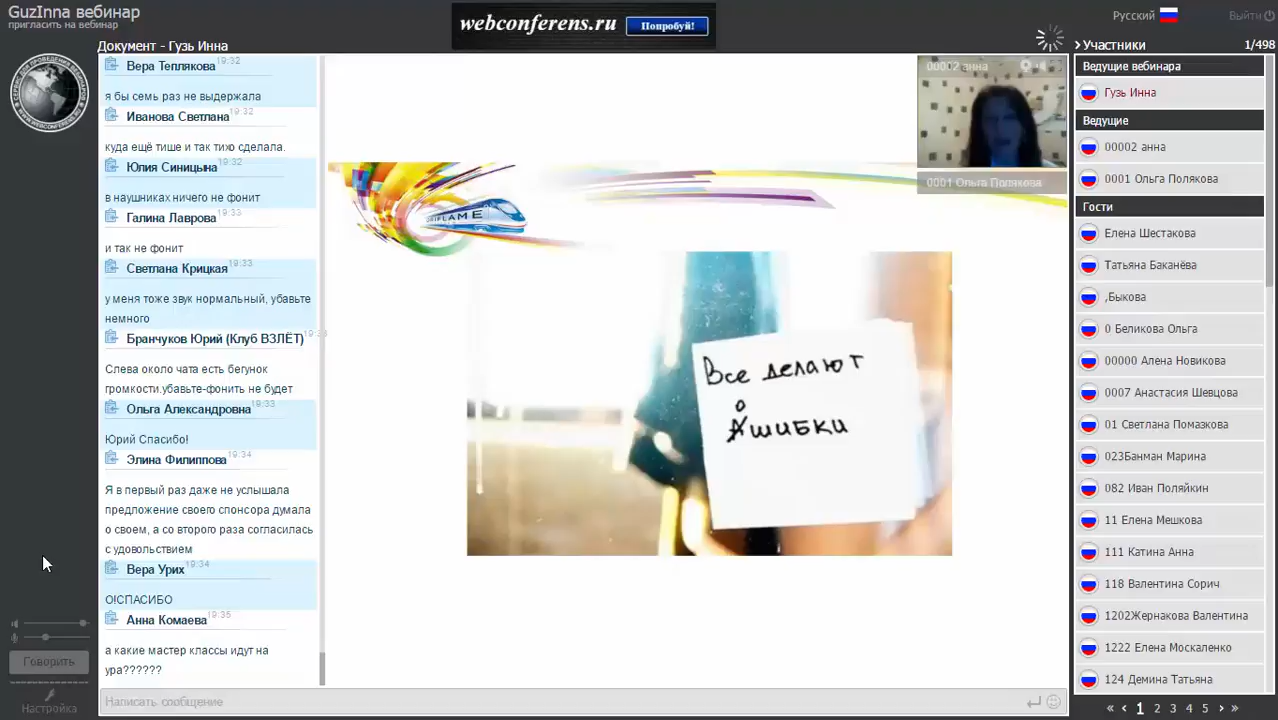 GuzInna вебинар
пригласить на вебинар
webconferens.ru Попробуй!
Русский Выйти
Документ - Гузь Инна
Участники 1/498
Вера Теплякова 19:32
я бы семь раз не выдержала
Иванова Светлана 19:32
куда ещё тише и так тихо сделала.
Юлия Синицына 19:32
в наушниках ничего не фонит
Галина Лаврова 19:33
и так не фонит
Светлана Крицкая 19:33
у меня тоже звук нормальный, убавьте
немного
Бранчуков Юрий (Клуб ВЗЛЁТ)
Слева около чата есть бегунок
громкости.убавьте-фонить не будет
Ольга Александровна 19:33
Юрий Спасибо!
Элина Филиппова 19:34
Я в первый раз даже не услышала
предложение своего спонсора думала
о своем, а со второго раза согласилась
с удовольствием
Вера Урих 19:34
О!СПАСИБО
Анна Комаева 19:35
а какие мастер классы идут на
ура??????
Написать сообщение
Говорить
Настройка
00002 анна
0001 Ольга Полякова
ORIFLAME
Все делают
о
Ашибки
Ведущие вебинара
Гузь Инна
Ведущие
00002 анна
0001 Ольга Полякова
Гости
Елена Шестакова
Татьяна Баканёва
,Быкова
0 Беликова Ольга
00000 Алена Новикова
0007 Анастасия Шевцова
01 Светлана Помазкова
023Банман Марина
082 Иван Поляйкин
11 Елена Мешкова
111 Катина Анна
118 Валентина Сорич
1202Жернакова Валентина
1222 Елена Москаленко
124 Демина Татьяна
« ‹ 1 2 3 4 5 › »